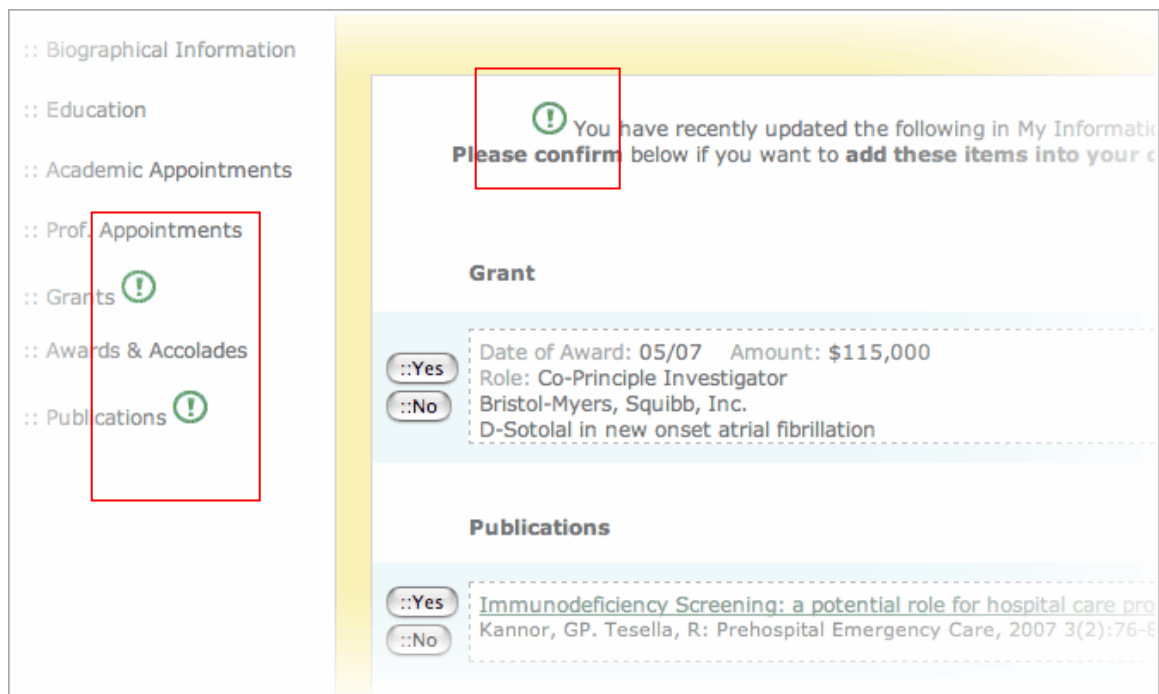 :: Biographical Information
:: Education
:: Academic Appointments
:: Prof. Appointments
:: Grants
:: Awards & Accolades
:: Publications
You have recently updated the following in My
Please confirm below if you want to add these items into your
Grant
::Yes
::No
Date of Award: 05/07 Amount: $115,000
Role: Co-Principle Investigator
Bristol-Myers, Squibb, Inc.
D-Sotolal in new onset atrial fibrillation
Publications
::Yes
::No
Immunodeficiency Screening: a potential role for hospital care
Kannor, GP. Tesella, R: Prehospital Emergency Care, 2007 3(2):76-